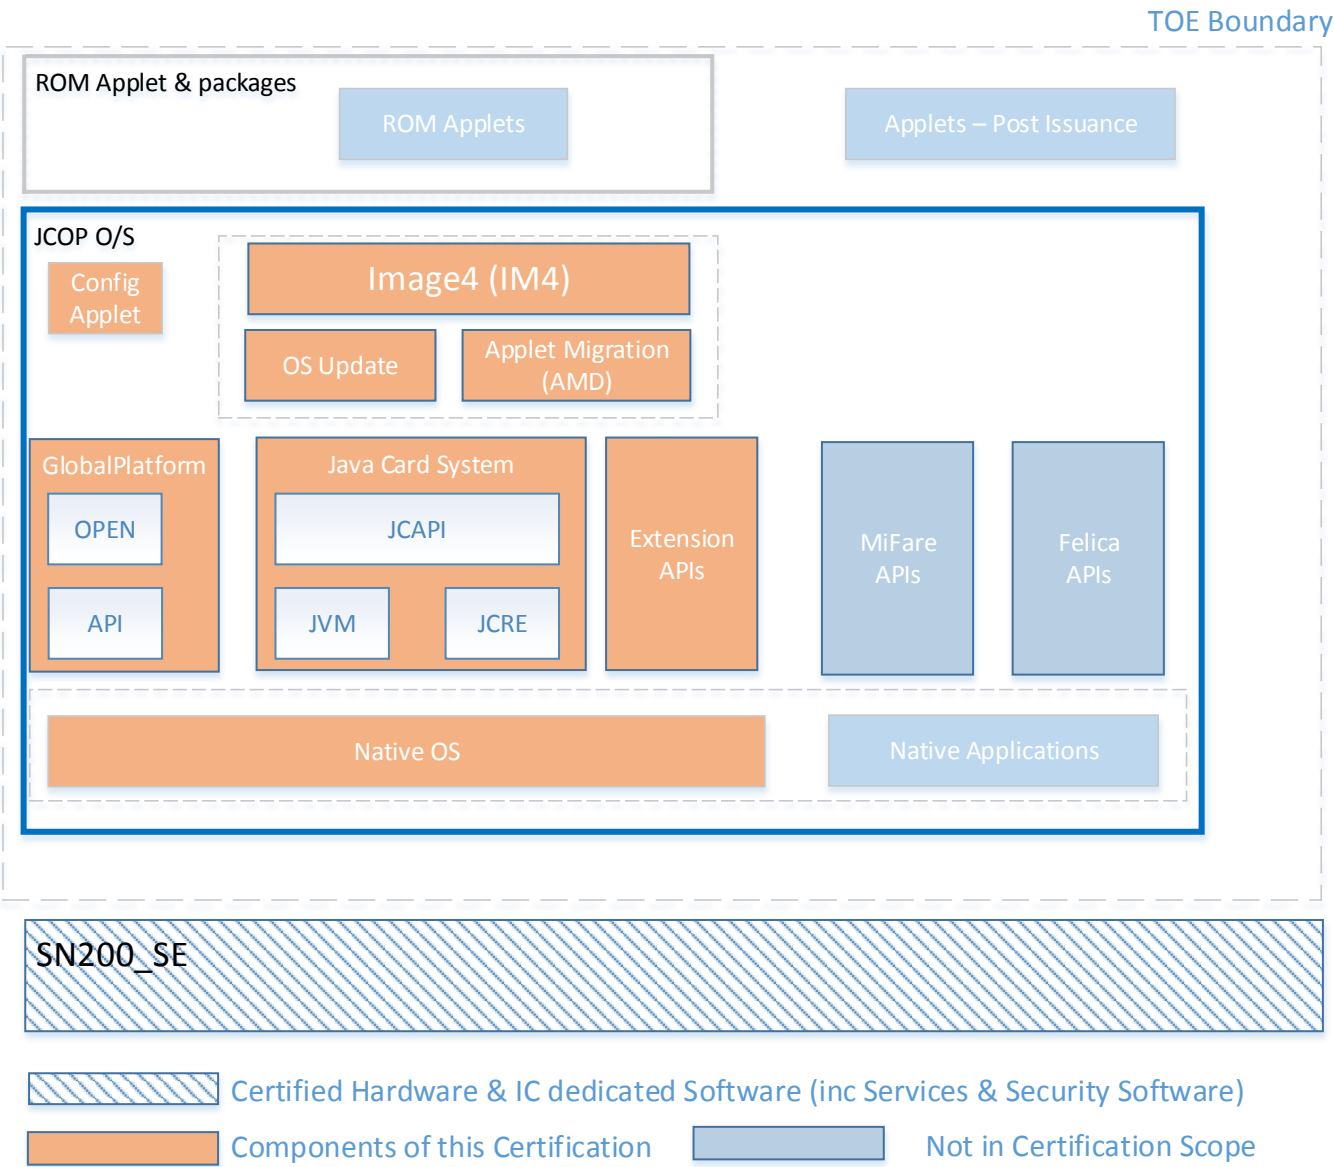 TOE Boundary
ROM Applet & packages
ROM Applets
Applets – Post Issuance
JCOP O/S
Config
Applet
Image4 (IM4)
OS Update
Applet Migration
(AMD)
GlobalPlatform
OPEN
API
Java Card System
JCAPI
JVM
JCRE
Extension
APIs
MiFare
APIs
Felica
APIs
Native OS
Native Applications
SN200_SE
Certified Hardware & IC dedicated Software (inc Services & Security Software)
Components of this Certification
Not in Certification Scope